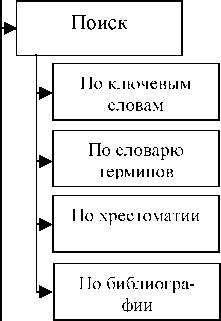 Поиск
По ключевым
словам
По словарю
терминов
По хрестоматии
По библиогра-
фии